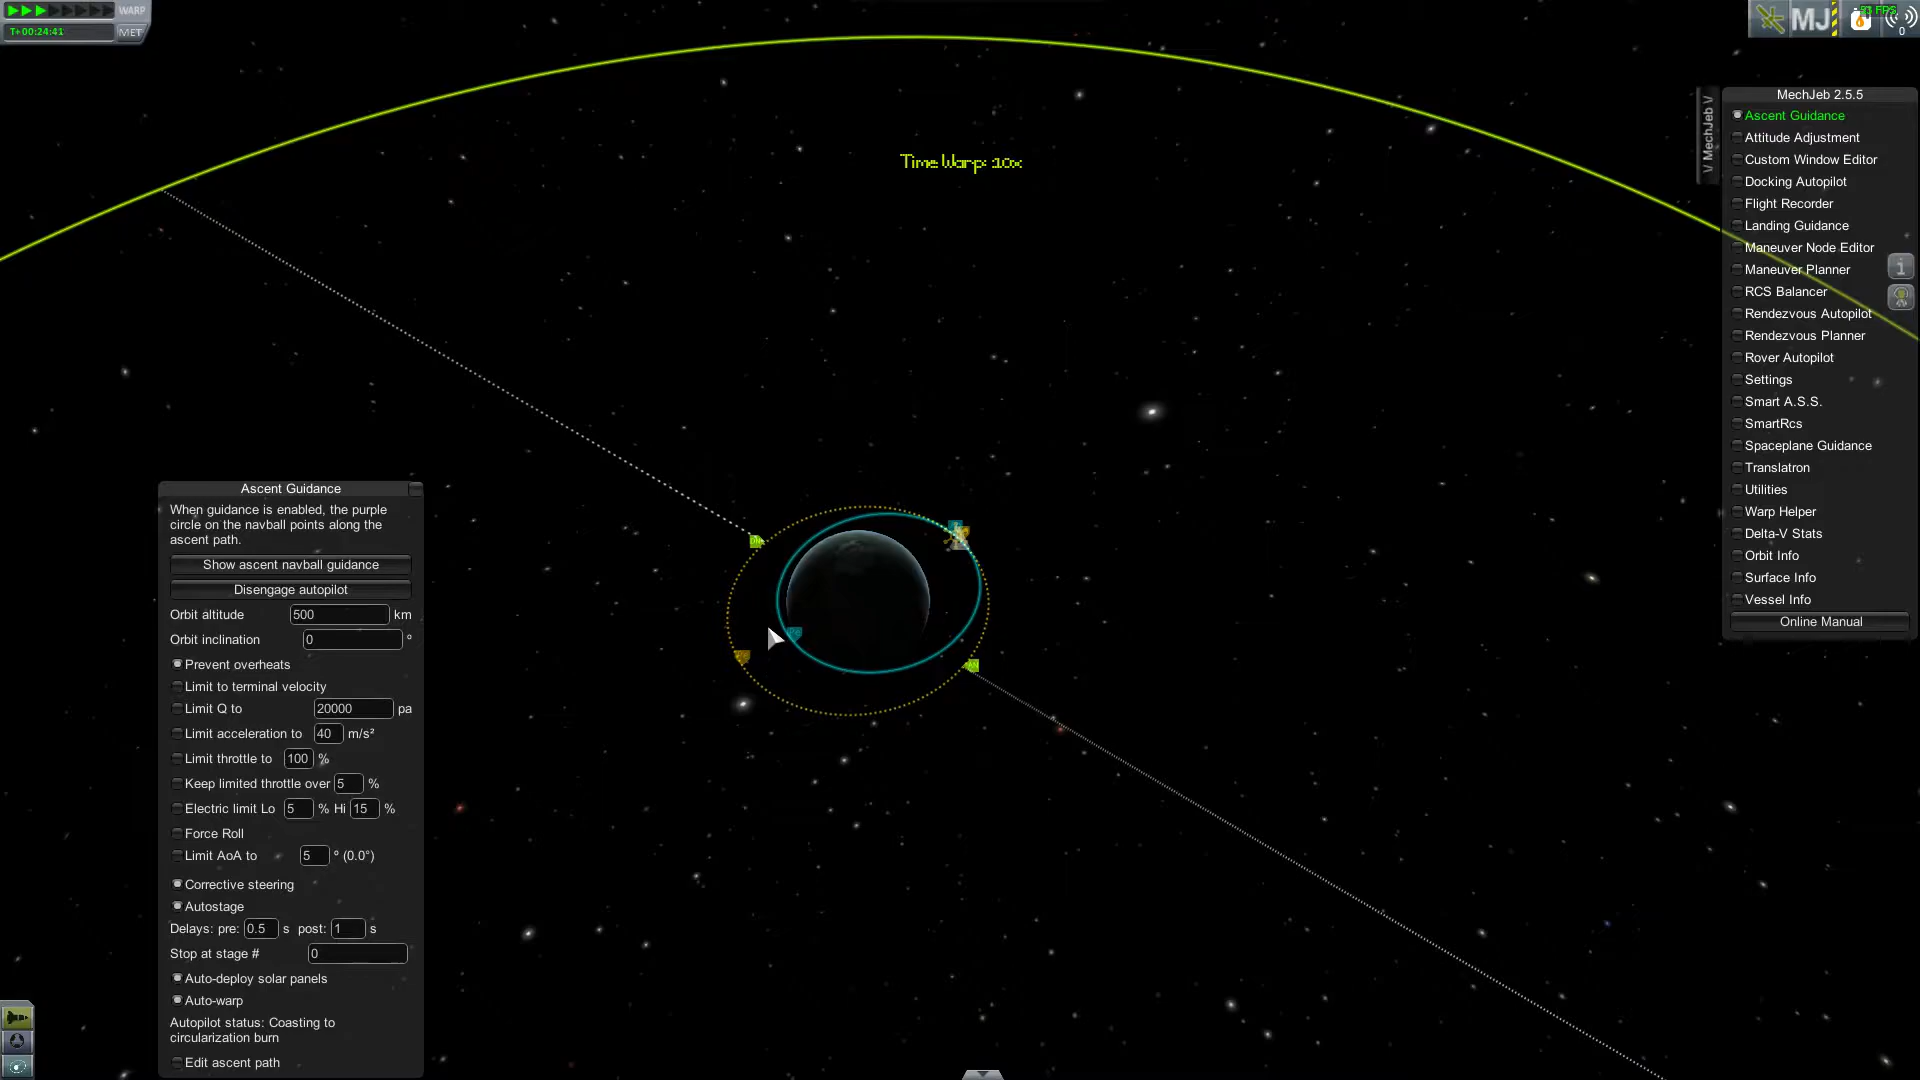 WARP
T+ 00:24:41
MET
Time Warp: 10x
MJ
0
V MechJeb V
MechJeb 2.5.5
Ascent Guidance
Attitude Adjustment
Custom Window Editor
Docking Autopilot
Flight Recorder
Landing Guidance
Maneuver Node Editor
Maneuver Planner
RCS Balancer
Rendezvous Autopilot
Rendezvous Planner
Rover Autopilot
Settings
Smart A.S.S.
SmartRcs
Spaceplane Guidance
Translatron
Utilities
Warp Helper
Delta-V Stats
Orbit Info
Surface Info
Vessel Info
Online Manual
Ascent Guidance
When guidance is enabled, the purple
circle on the navball points along the
ascent path.
Show ascent navball guidance
Disengage autopilot
Orbit altitude 500 km
Orbit inclination 0 °
Prevent overheats
Limit to terminal velocity
Limit Q to 20000 pa
Limit acceleration to 40 m/s²
Limit throttle to 100 %
Keep limited throttle over 5 %
Electric limit Lo 5 % Hi 15 %
Force Roll
Limit AoA to 5 ° (0.0°)
Corrective steering
Autostage
Delays: pre: 0.5 s post: 1 s
Stop at stage # 0
Auto-deploy solar panels
Auto-warp
Autopilot status: Coasting to
circularization burn
Edit ascent path